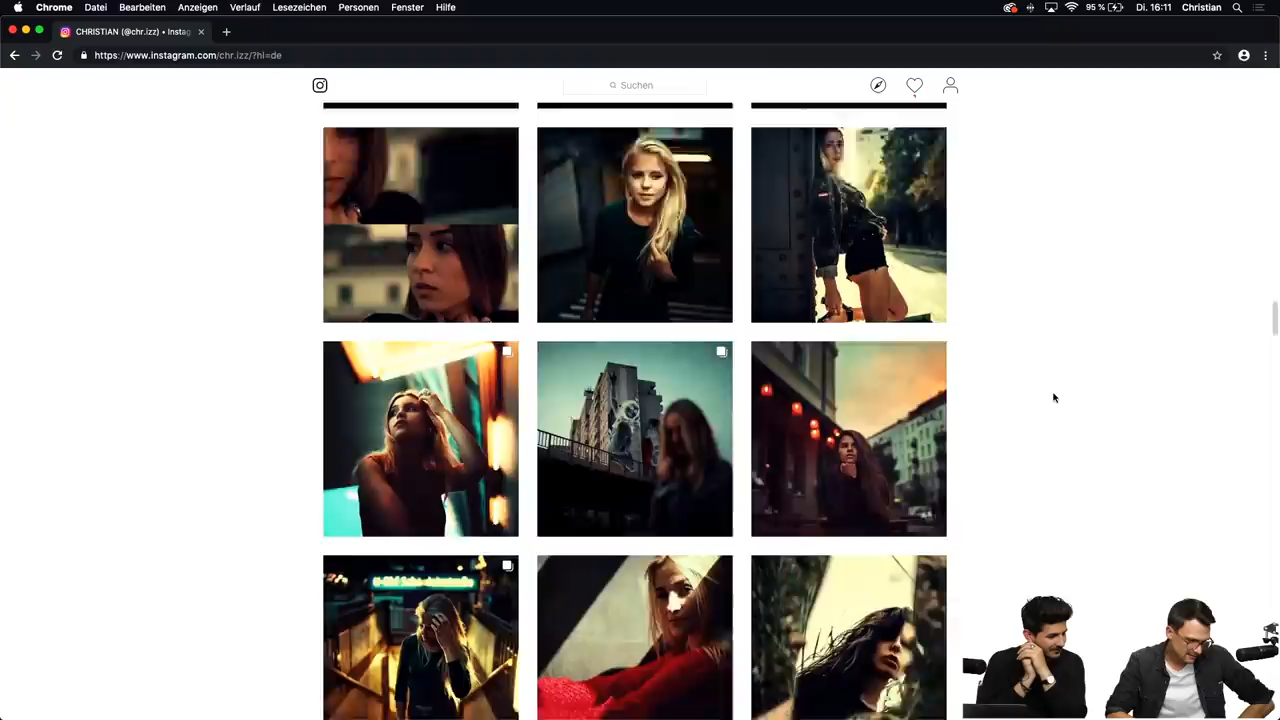 Chrome Datei Bearbeiten Anzeigen Verlauf Lesezeichen Personen Fenster Hilfe 95 % Di. 16:11 Christian
CHRISTIAN (@chr.izz) • Instag
https://www.instagram.com/chr.izz/?hl=de
Suchen